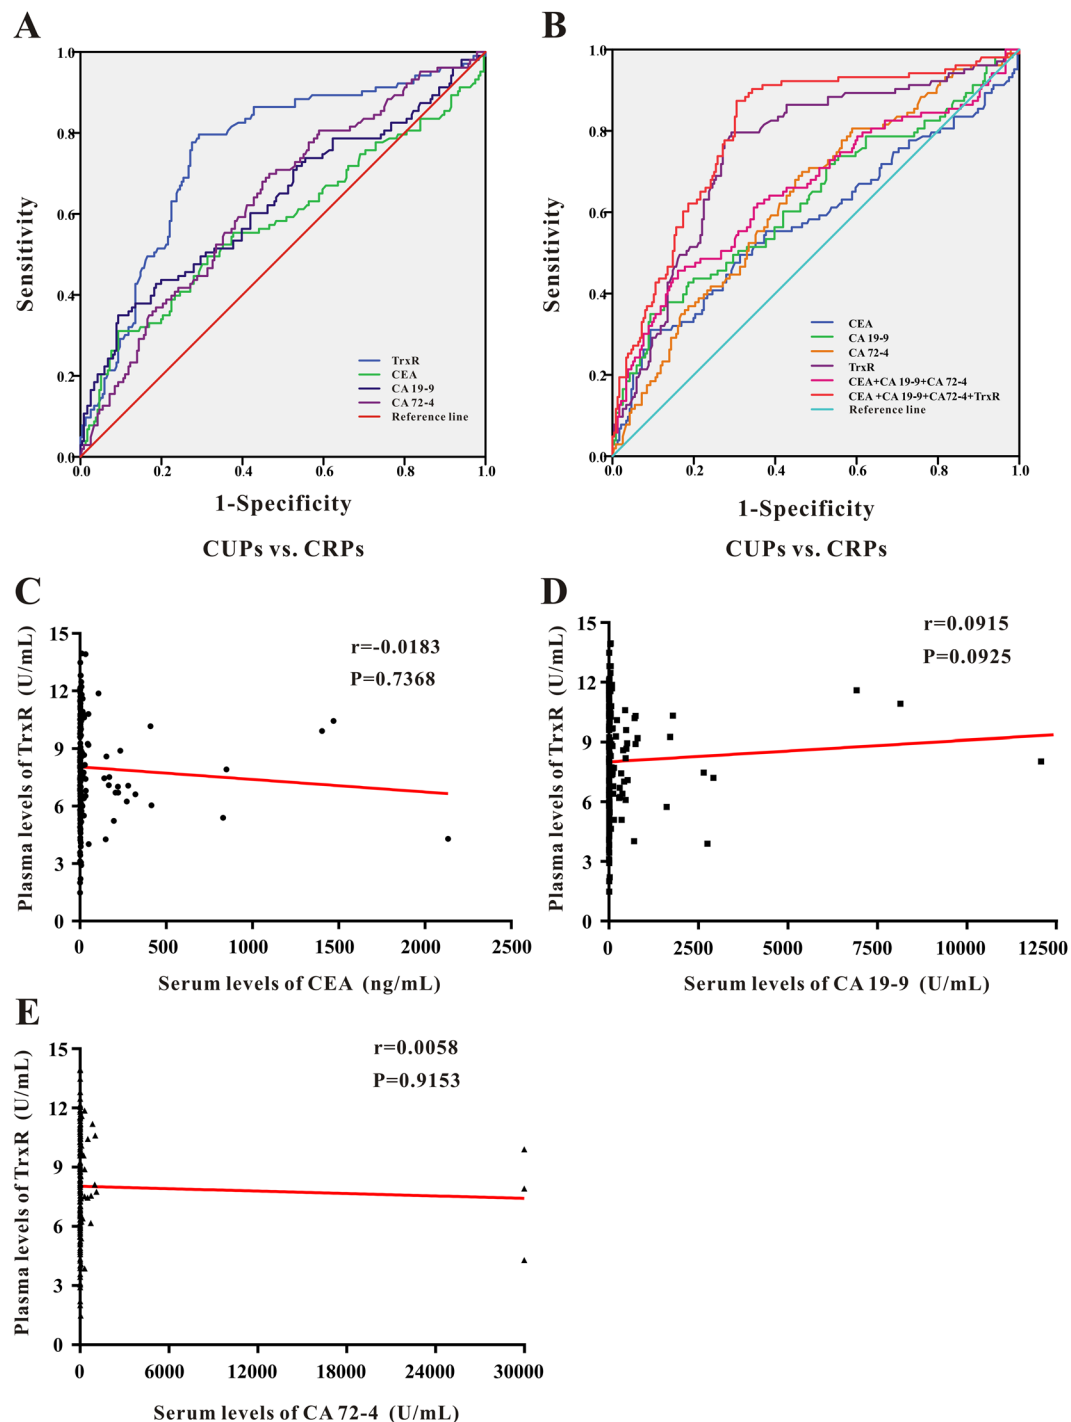 A
1.0
0.8
0.6
0.4
0.2
0.0
Sensitivity
TrxR
CEA
CA 19-9
CA 72-4
Reference line
0.0 0.2 0.4 0.6 0.8 1.0
1-Specificity
CUPs vs. CRPs
B
1.0
0.8
0.6
0.4
0.2
0.0
Sensitivity
CEA
CA 19-9
CA 72-4
TrxR
CEA+CA 19-9+CA 72-4
CEA +CA 19-9+CA72-4+TrxR
Reference line
0.0 0.2 0.4 0.6 0.8 1.0
1-Specificity
CUPs vs. CRPs
C
15
12
9
6
3
0
Plasma levels of TrxR (U/mL)
r=-0.0183
P=0.7368
0 500 1000 1500 2000 2500
Serum levels of CEA (ng/mL)
D
15
12
9
6
3
0
Plasma levels of TrxR (U/mL)
r=0.0915
P=0.0925
0 2500 5000 7500 10000 12500
Serum levels of CA 19-9 (U/mL)
E
15
12
9
6
3
0
Plasma levels of TrxR (U/mL)
r=0.0058
P=0.9153
0 6000 12000 18000 24000 30000
Serum levels of CA 72-4 (U/mL)